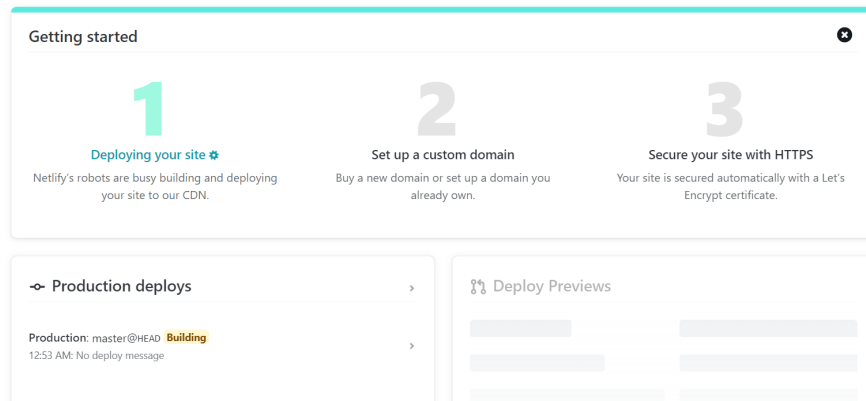 Getting started
1
2
3
Deploying your site
Set up a custom domain
Secure your site with HTTPS
Netlify's robots are busy building and deploying
your site to our CDN.
Buy a new domain or set up a domain you
already own.
Your site is secured automatically with a Let's
Encrypt certificate.
Production deploys
Deploy Previews
Production: master@HEAD Building
12:53 AM: No deploy message